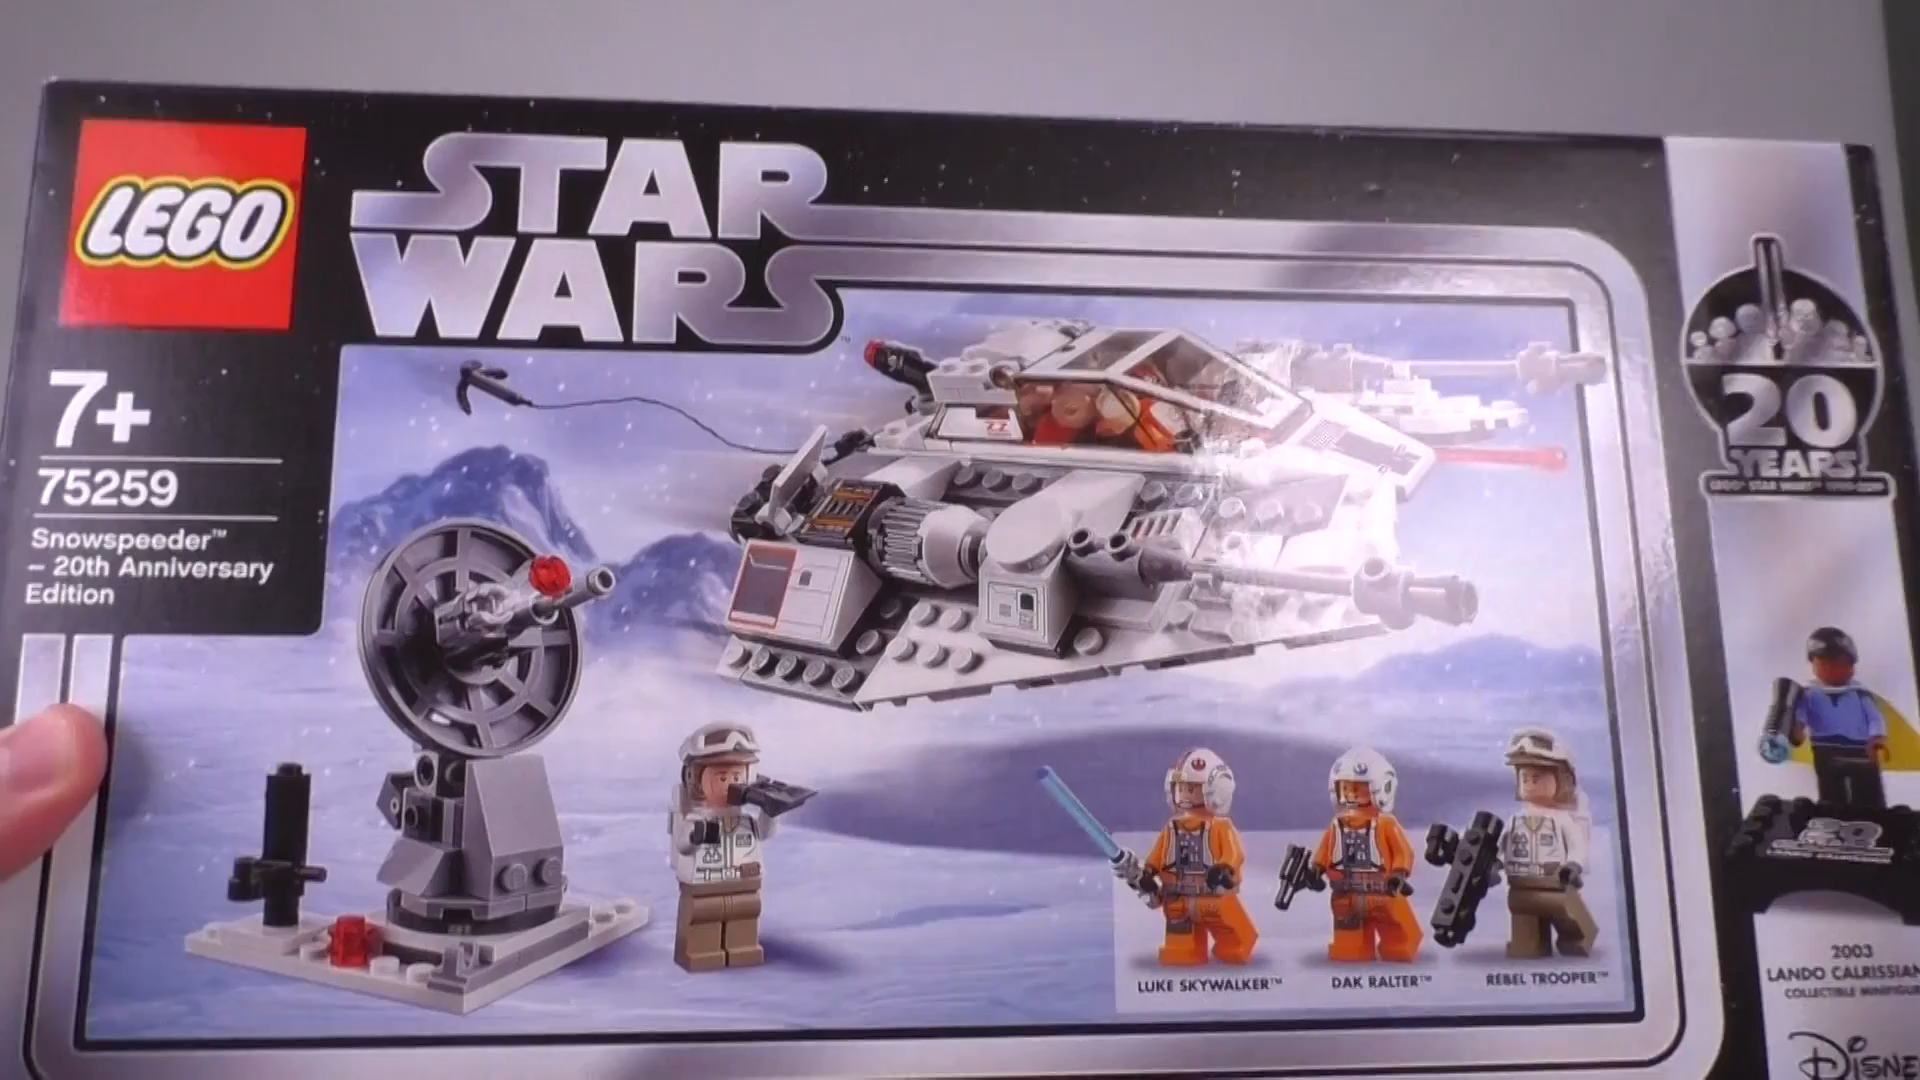 LEGO
STAR
WARS
7+
75259
Snowspeeder™
– 20th Anniversary
Edition
20
YEARS
LUKE SKYWALKER™
DAK RALTER™
REBEL TROOPER™
2003
LANDO CALRISSIAN
COLLECTIBLE MINIFIGU
DISNE